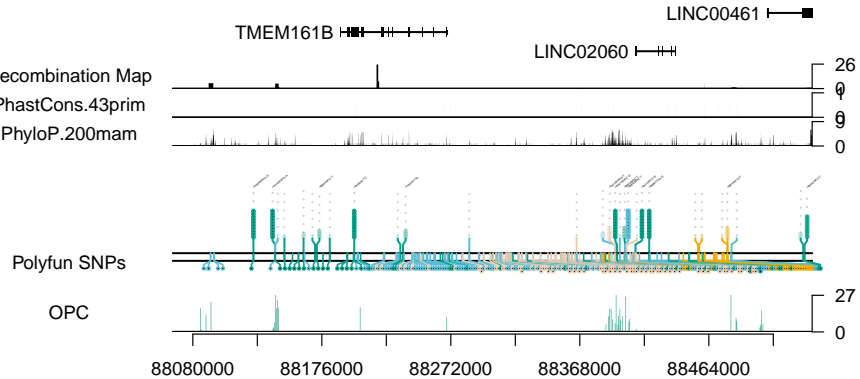 LINC00461
TMEM161B
LINC02060
ecombination Map
26
0
PhastCons.43prim
1
0
PhyloP.200mam
9
0
Polyfun SNPs
OPC
27
0
88080000 88176000 88272000 88368000 88464000